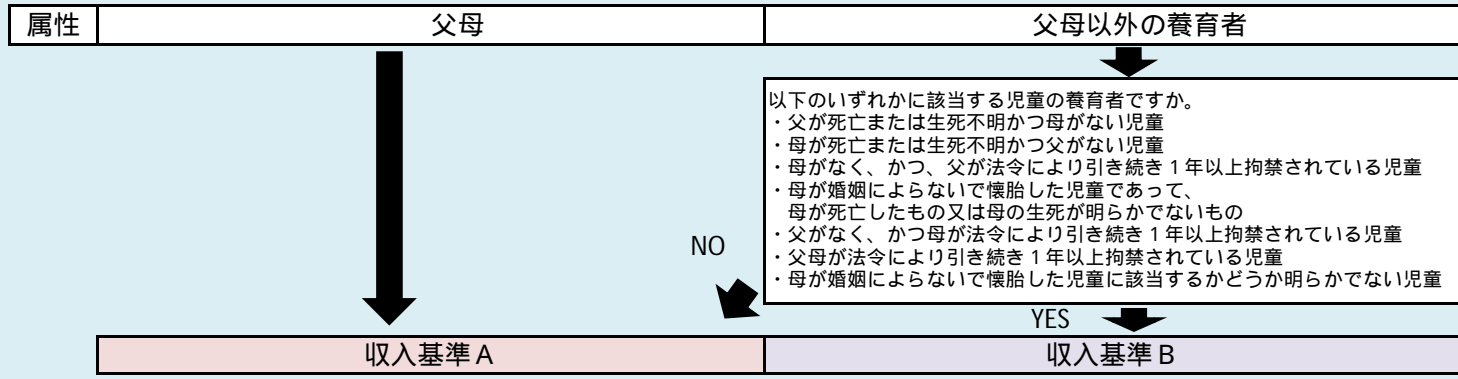 属性 父母 父母以外の養育者
以下のいずれかに該当する児童の養育者ですか。
・父が死亡または生死不明かつ母がない児童
・母が死亡または生死不明かつ父がない児童
・母がなく、かつ、父が法令により引き続き１年以上拘禁されている児童
・母が婚姻によらないで懐胎した児童であって、
母が死亡したもの又は母の生死が明らかでないもの
・父がなく、かつ母が法令により引き続き１年以上拘禁されている児童
・父母が法令により引き続き１年以上拘禁されている児童
・母が婚姻によらないで懐胎した児童に該当するかどうか明らかでない児童
NO
YES
収入基準Ａ 収入基準Ｂ